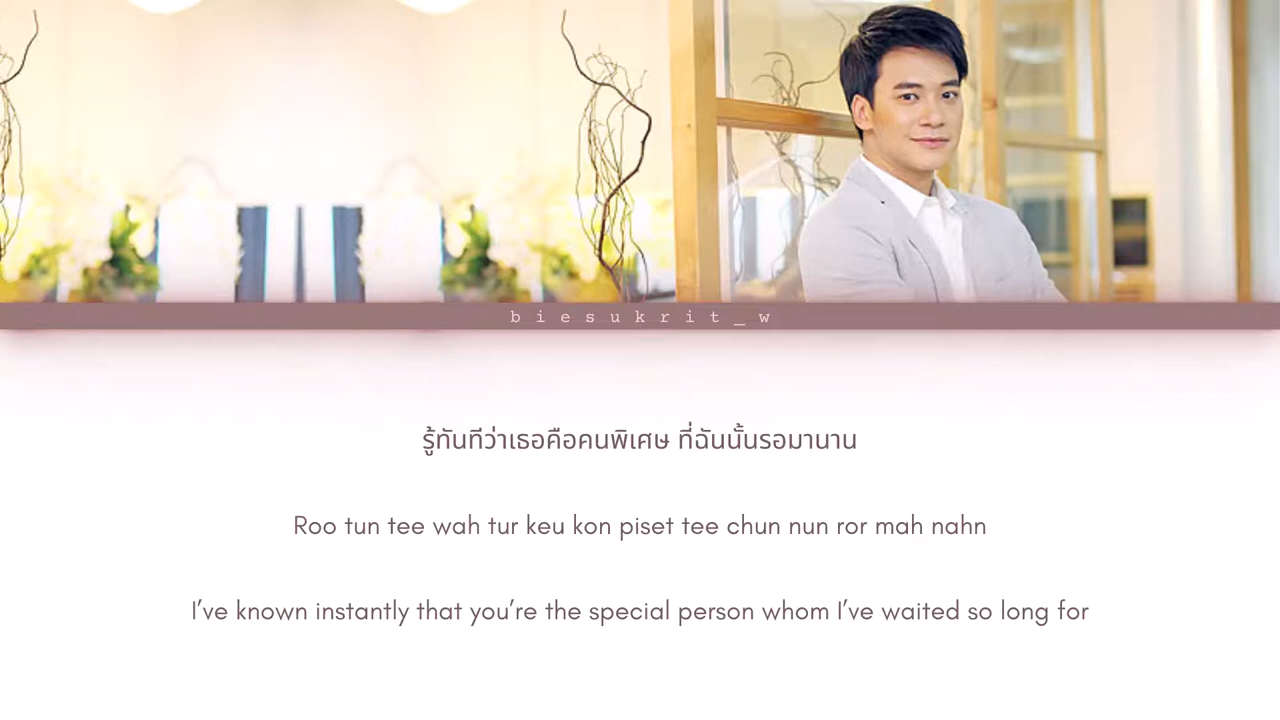 b i e s u k r i t _ w
รู้ทันทีว่าเธอคือคนพิเศษ ที่ฉันนั้นรอมานาน
Roo tun tee wah tur keu kon piset tee chun nun ror mah nahn
I've known instantly that you're the special person whom I've waited so long for